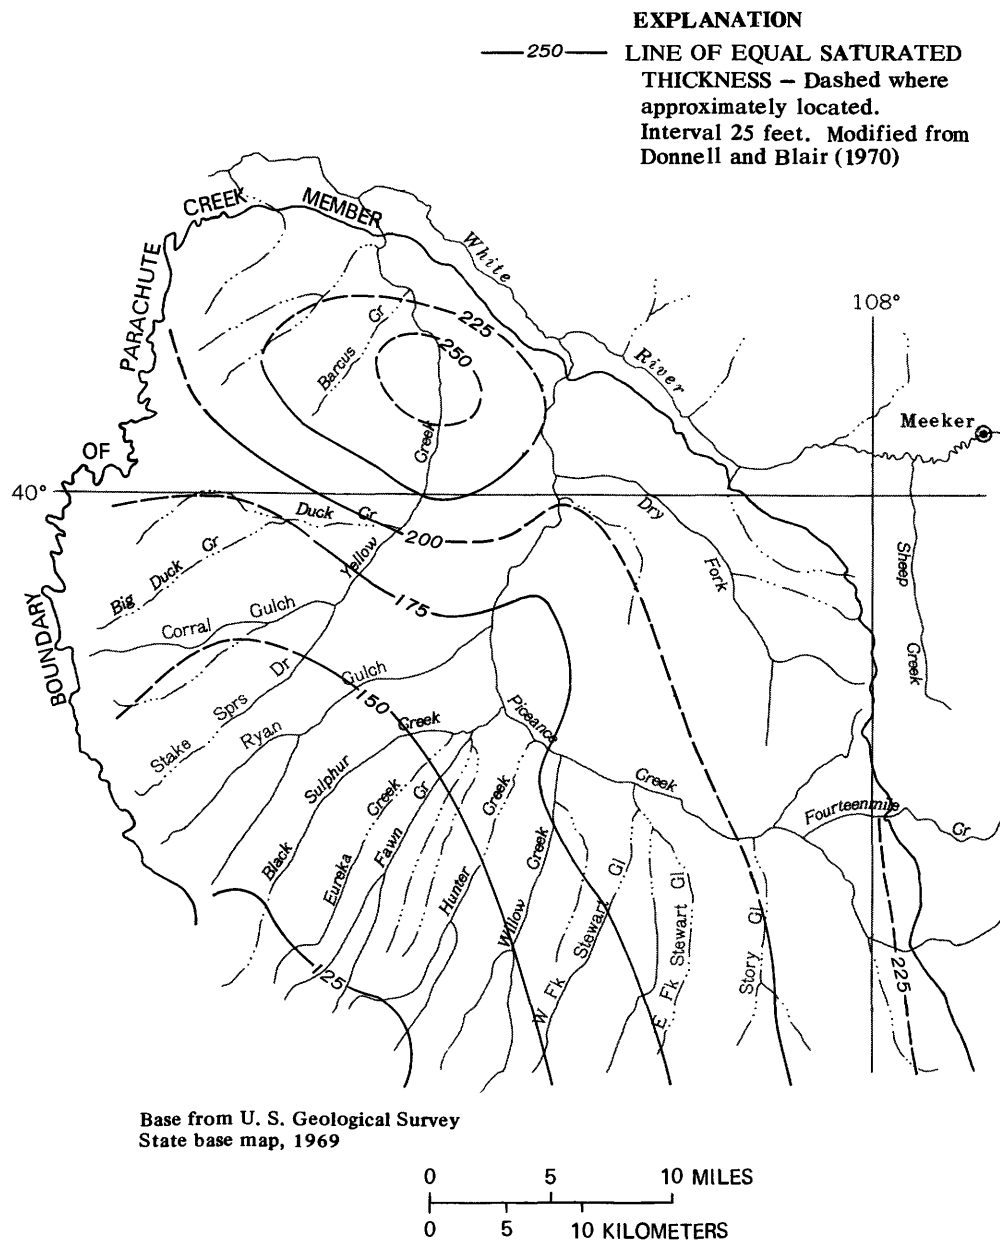 EXPLANATION
—250— LINE OF EQUAL SATURATED
THICKNESS – Dashed where
approximately located.
Interval 25 feet. Modified from
Donnell and Blair (1970)
CREEK
MEMBER
PARACHUTE
OF
BOUNDARY
White
River
108°
Meeker
40°
225
250
Barcus
Gr
Creek
Yellow
200
Duck Gr
Big Duck Gr
175
Corral Gulch
Stake Sprs Dr
Ryan Gulch
150
Dry
Fork
Sheep
Creek
Piceance
Creek
Black Sulphur Creek
Eureka Creek
Fawn Gr
Hunter Creek
Willow Creek
W Fk Stewart Gl
E Fk Stewart Gl
Story Gl
Fourteenmile
Gr
225
125
Base from U. S. Geological Survey
State base map, 1969
0 5 10 MILES
0 5 10 KILOMETERS